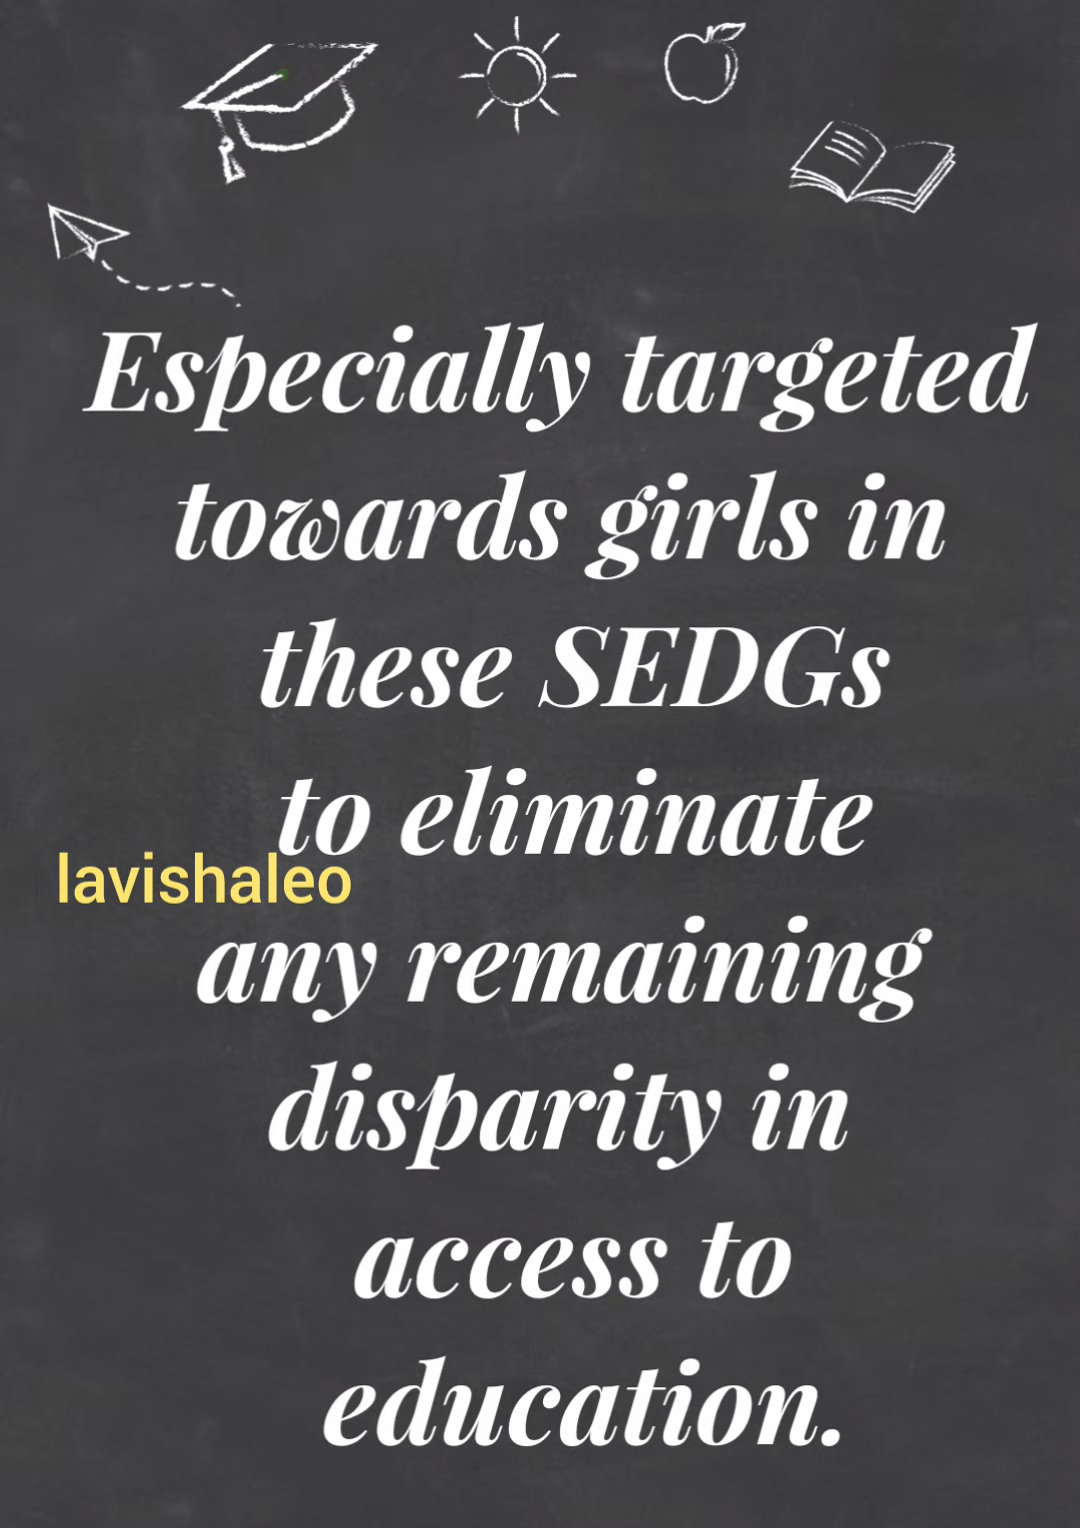 Especially targeted
towards girls in
these SEDGs
to eliminate
lavishaleo
any remaining
disparity in
access to
education.